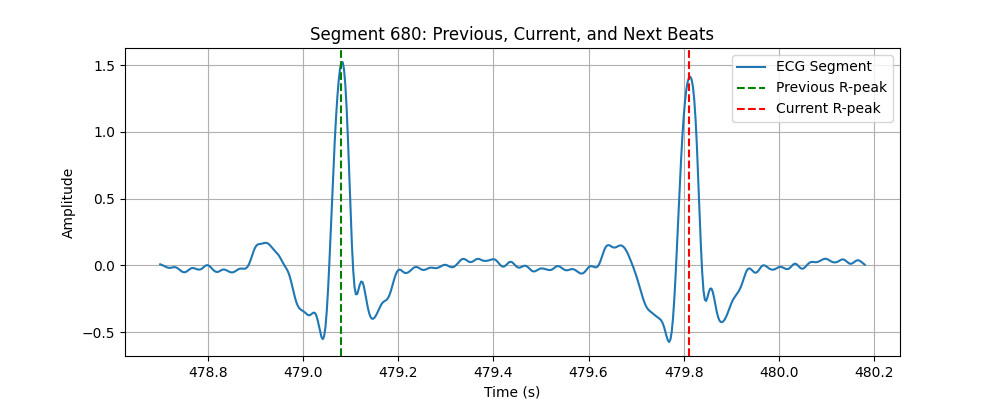 Segment 680: Previous, Current, and Next Beats
ECG Segment
Previous R-peak
Current R-peak
Amplitude
1.5
1.0
0.5
0.0
−0.5
478.8 479.0 479.2 479.4 479.6 479.8 480.0 480.2
Time (s)